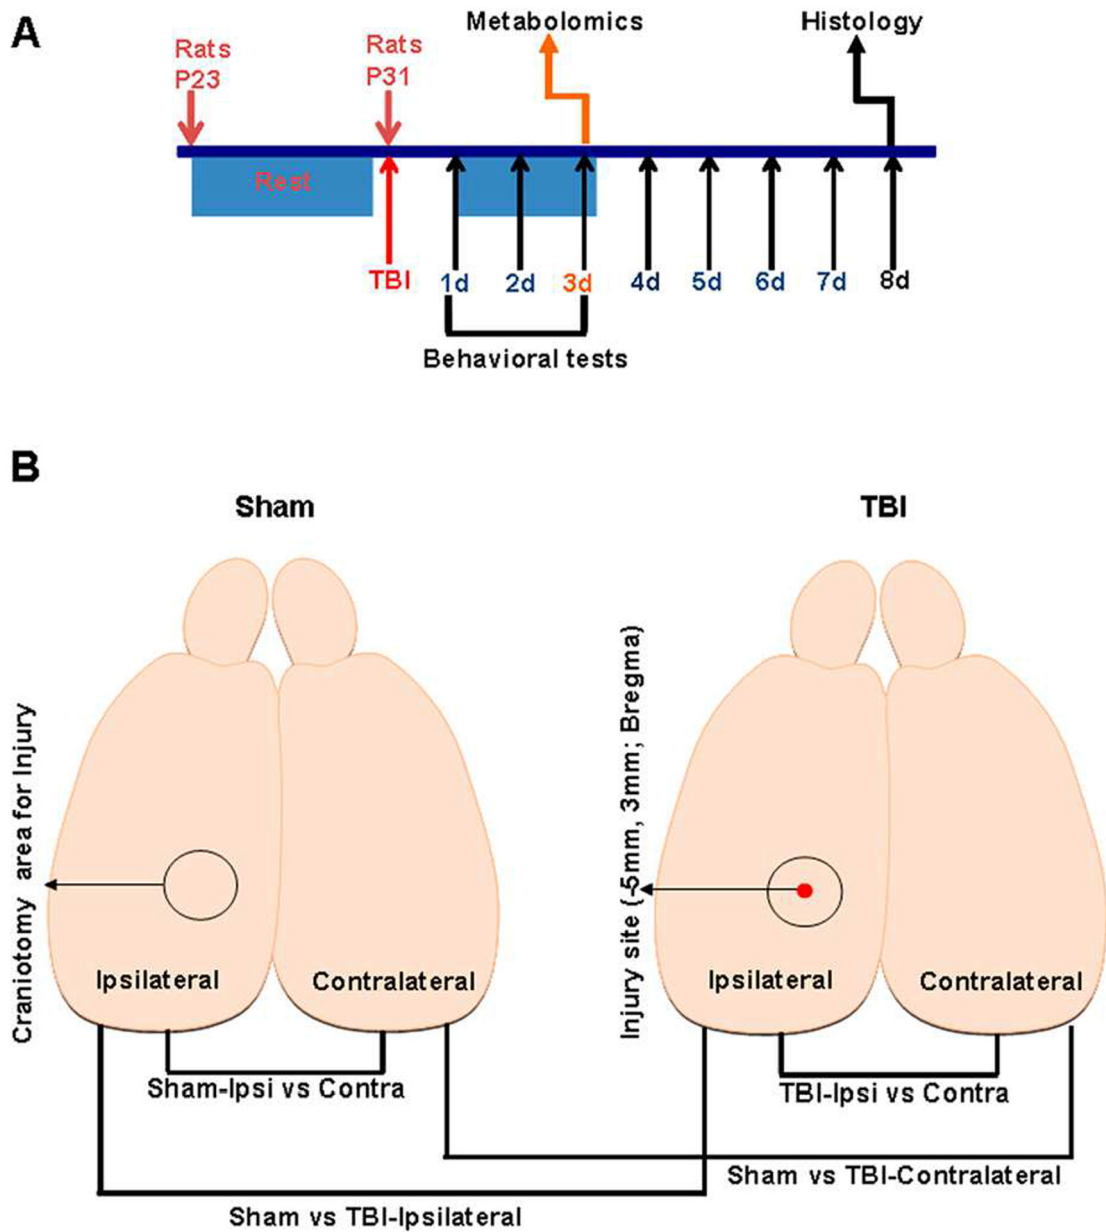 A
Metabolomics
Histology
Rats
P23
Rats
P31
Rest
TBI
1d
2d
3d
4d
5d
6d
7d
8d
Behavioral tests
B
Sham
TBI
Craniotomy area for Injury
Injury site (-5mm, 3mm; Bregma)
Ipsilateral
Contralateral
Ipsilateral
Contralateral
Sham-Ipsi vs Contra
TBI-Ipsi vs Contra
Sham vs TBI-Contralateral
Sham vs TBI-Ipsilateral